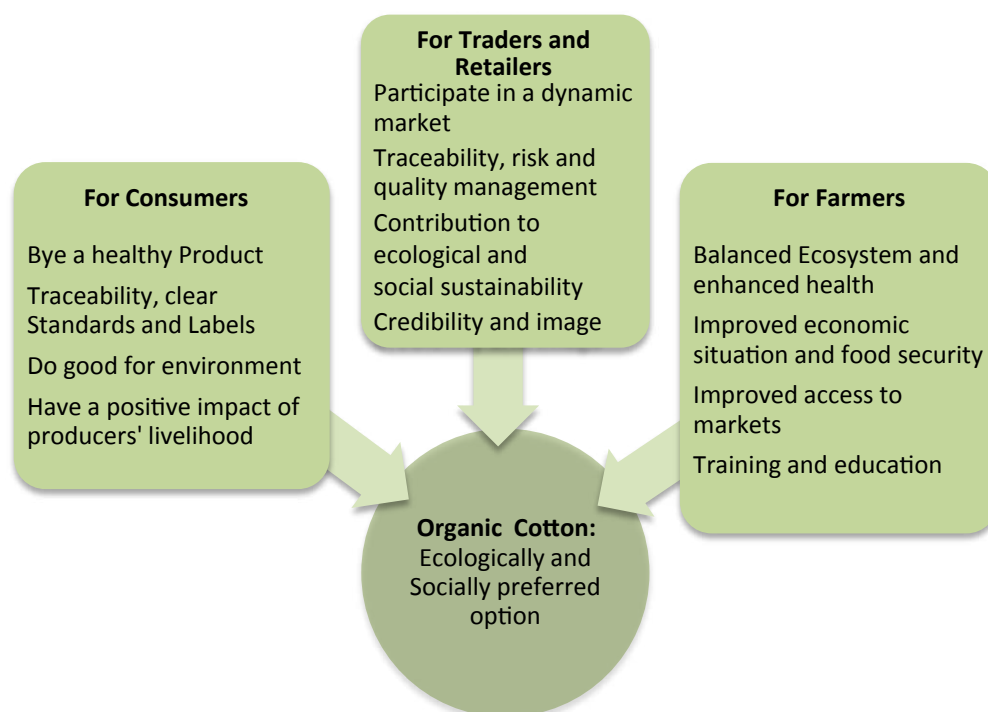 For Consumers
Bye a healthy Product
Traceability, clear
Standards and Labels
Do good for environment
Have a positive impact of
producers' livelihood
For Traders and
Retailers
Participate in a dynamic
market
Traceability, risk and
quality management
Contribution to
ecological and
social sustainability
Credibility and image
For Farmers
Balanced Ecosystem and
enhanced health
Improved economic
situation and food security
Improved access to
markets
Training and education
Organic Cotton:
Ecologically and
Socially preferred
option